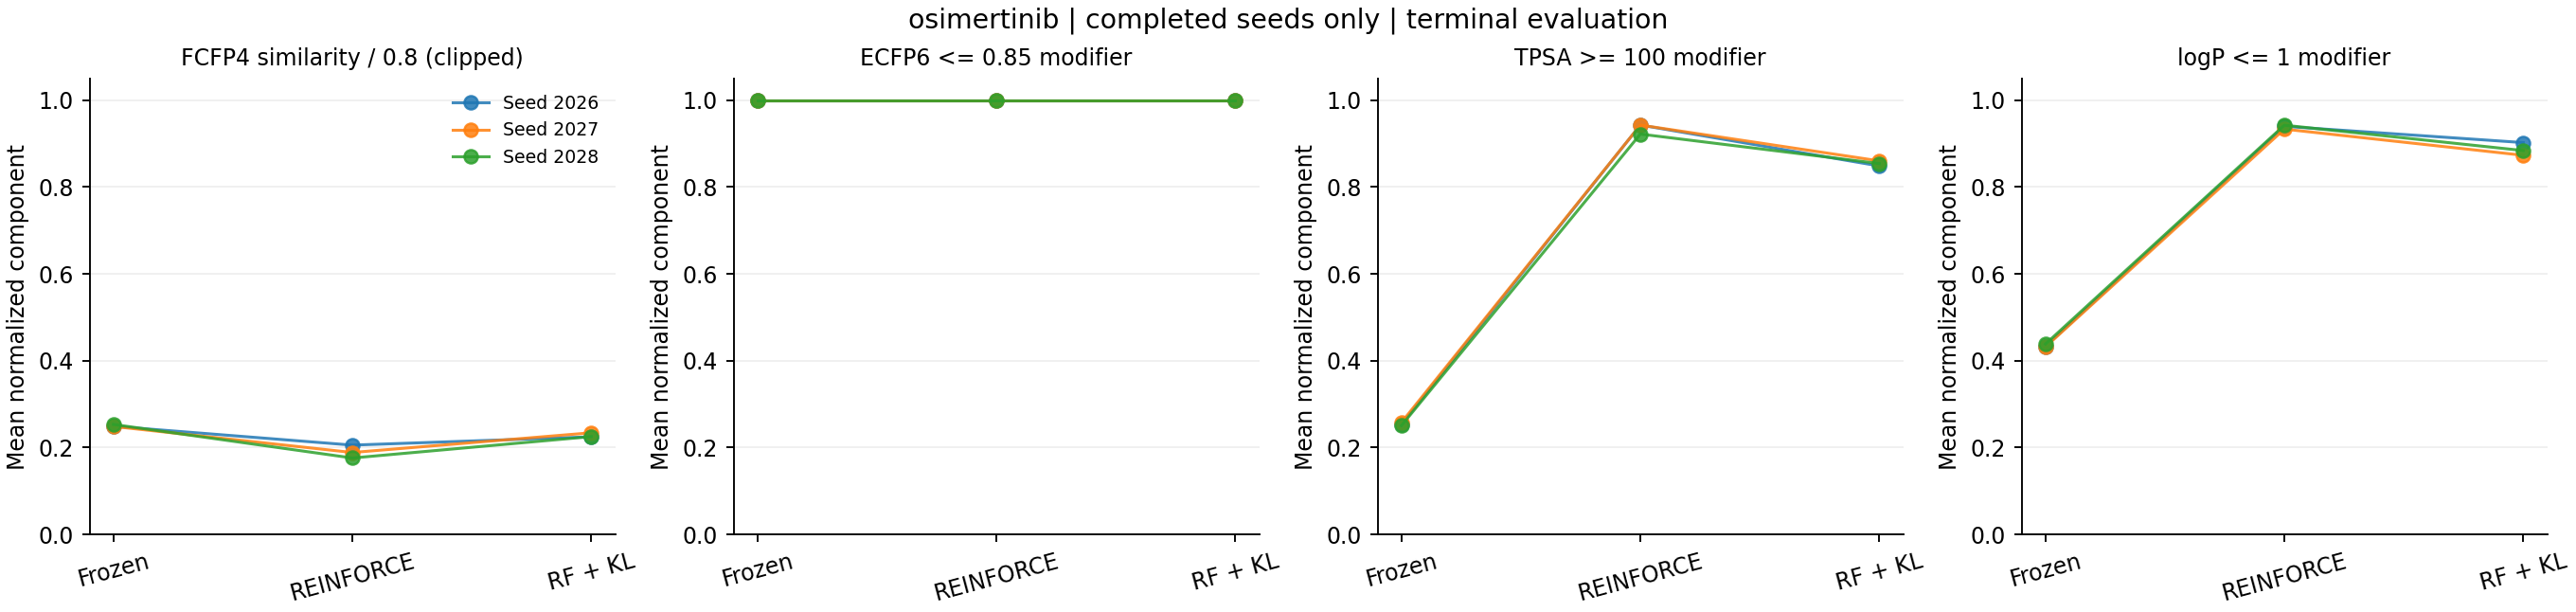 osimertinib | completed seeds only | terminal evaluation
FCFP4 similarity / 0.8 (clipped)
Mean normalized component
1.0
0.8
0.6
0.4
0.2
0.0
Seed 2026
Seed 2027
Seed 2028
Frozen
REINFORCE
RF + KL
ECFP6 <= 0.85 modifier
Mean normalized component
1.0
0.8
0.6
0.4
0.2
0.0
Frozen
REINFORCE
RF + KL
TPSA >= 100 modifier
Mean normalized component
1.0
0.8
0.6
0.4
0.2
0.0
Frozen
REINFORCE
RF + KL
logP <= 1 modifier
Mean normalized component
1.0
0.8
0.6
0.4
0.2
0.0
Frozen
REINFORCE
RF + KL